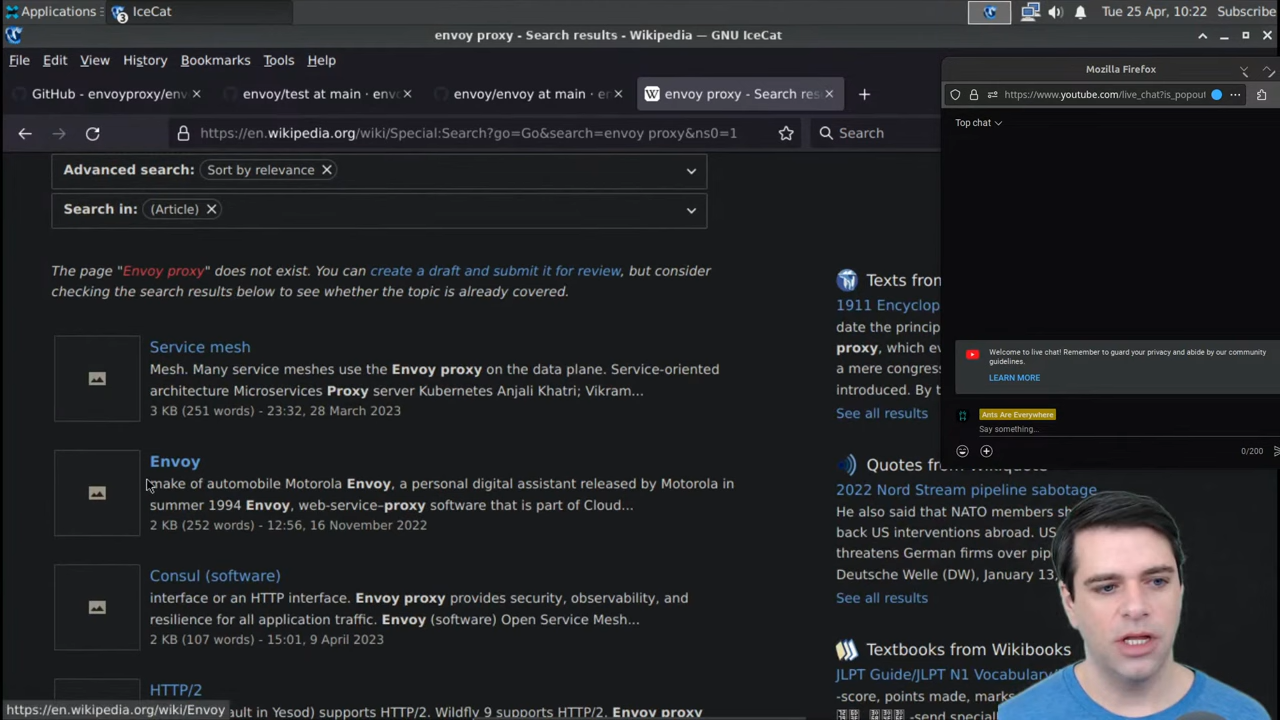 Applications
3 IceCat
Tue 25 Apr, 10:22 Subscribe
envoy proxy - Search results - Wikipedia — GNU IceCat
File Edit View History Bookmarks Tools Help
GitHub - envoyproxy/env
envoy/test at main · env
envoy/envoy at main · en
W envoy proxy - Search res
https://en.wikipedia.org/wiki/Special:Search?go=Go&search=envoy proxy&ns0=1
Search
Advanced search: Sort by relevance
Search in: (Article)
The page "Envoy proxy" does not exist. You can create a draft and submit it for review, but consider
checking the search results below to see whether the topic is already covered.
Service mesh
Mesh. Many service meshes use the Envoy proxy on the data plane. Service-oriented
architecture Microservices Proxy server Kubernetes Anjali Khatri; Vikram...
3 KB (251 words) - 23:32, 28 March 2023
Envoy
make of automobile Motorola Envoy, a personal digital assistant released by Motorola in
summer 1994 Envoy, web-service-proxy software that is part of Cloud...
2 KB (252 words) - 12:56, 16 November 2022
Consul (software)
interface or an HTTP interface. Envoy proxy provides security, observability, and
resilience for all application traffic. Envoy (software) Open Service Mesh...
2 KB (107 words) - 15:01, 9 April 2023
HTTP/2
ault in Yesod) supports HTTP/2. Wildfly 9 supports HTTP/2. Envoy proxy
https://en.wikipedia.org/wiki/Envoy
Texts from
1911 Encyclop
date the princip
proxy, which ev
a mere congres
introduced. By t
See all results
Quotes from Wikiquote
2022 Nord Stream pipeline sabotage
He also said that NATO members sh
back US interventions abroad. US
threatens German firms over pip
Deutsche Welle (DW), January 13,
See all results
Textbooks from Wikibooks
JLPT Guide/JLPT N1 Vocabulary/
-score, points made, marks
-send special
Mozilla Firefox
https://www.youtube.com/live_chat?is_popout
Top chat
Welcome to live chat! Remember to guard your privacy and abide by our community
guidelines.
LEARN MORE
Ants Are Everywhere
Say something...
0/200